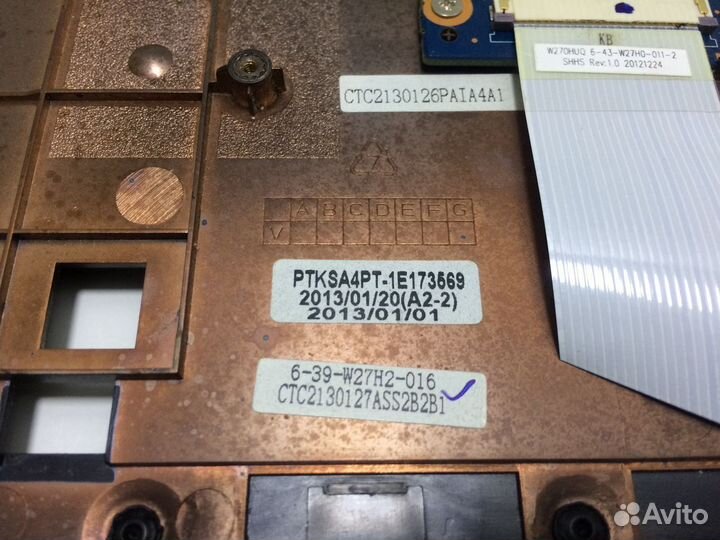 KB
W270HUQ 6-43-W27H0-011-2
SHHS Rev:1.0 20121224
CTC2130126PAIA4A1
7
A B C D E F G
V
PTKSA4PT-1E173569
2013/01/20(A2-2)
2013/01/01
6-39-W27H2-016
CTC2130127ASS2B2B1
Avito